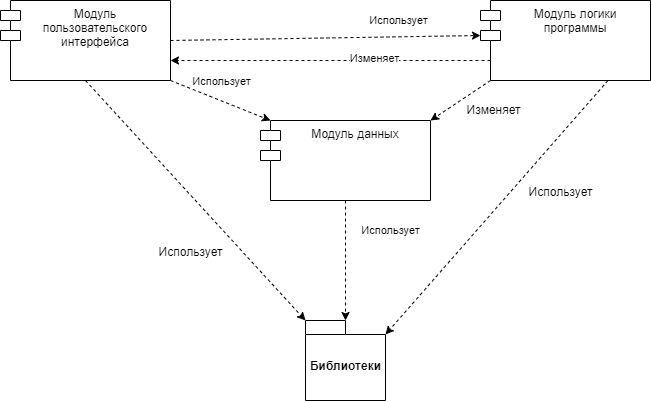 Модуль
пользовательского
интерфейса
Использует
Модуль логики
программы
Изменяет
Использует
Изменяет
Модуль данных
Использует
Использует
Использует
Библиотеки